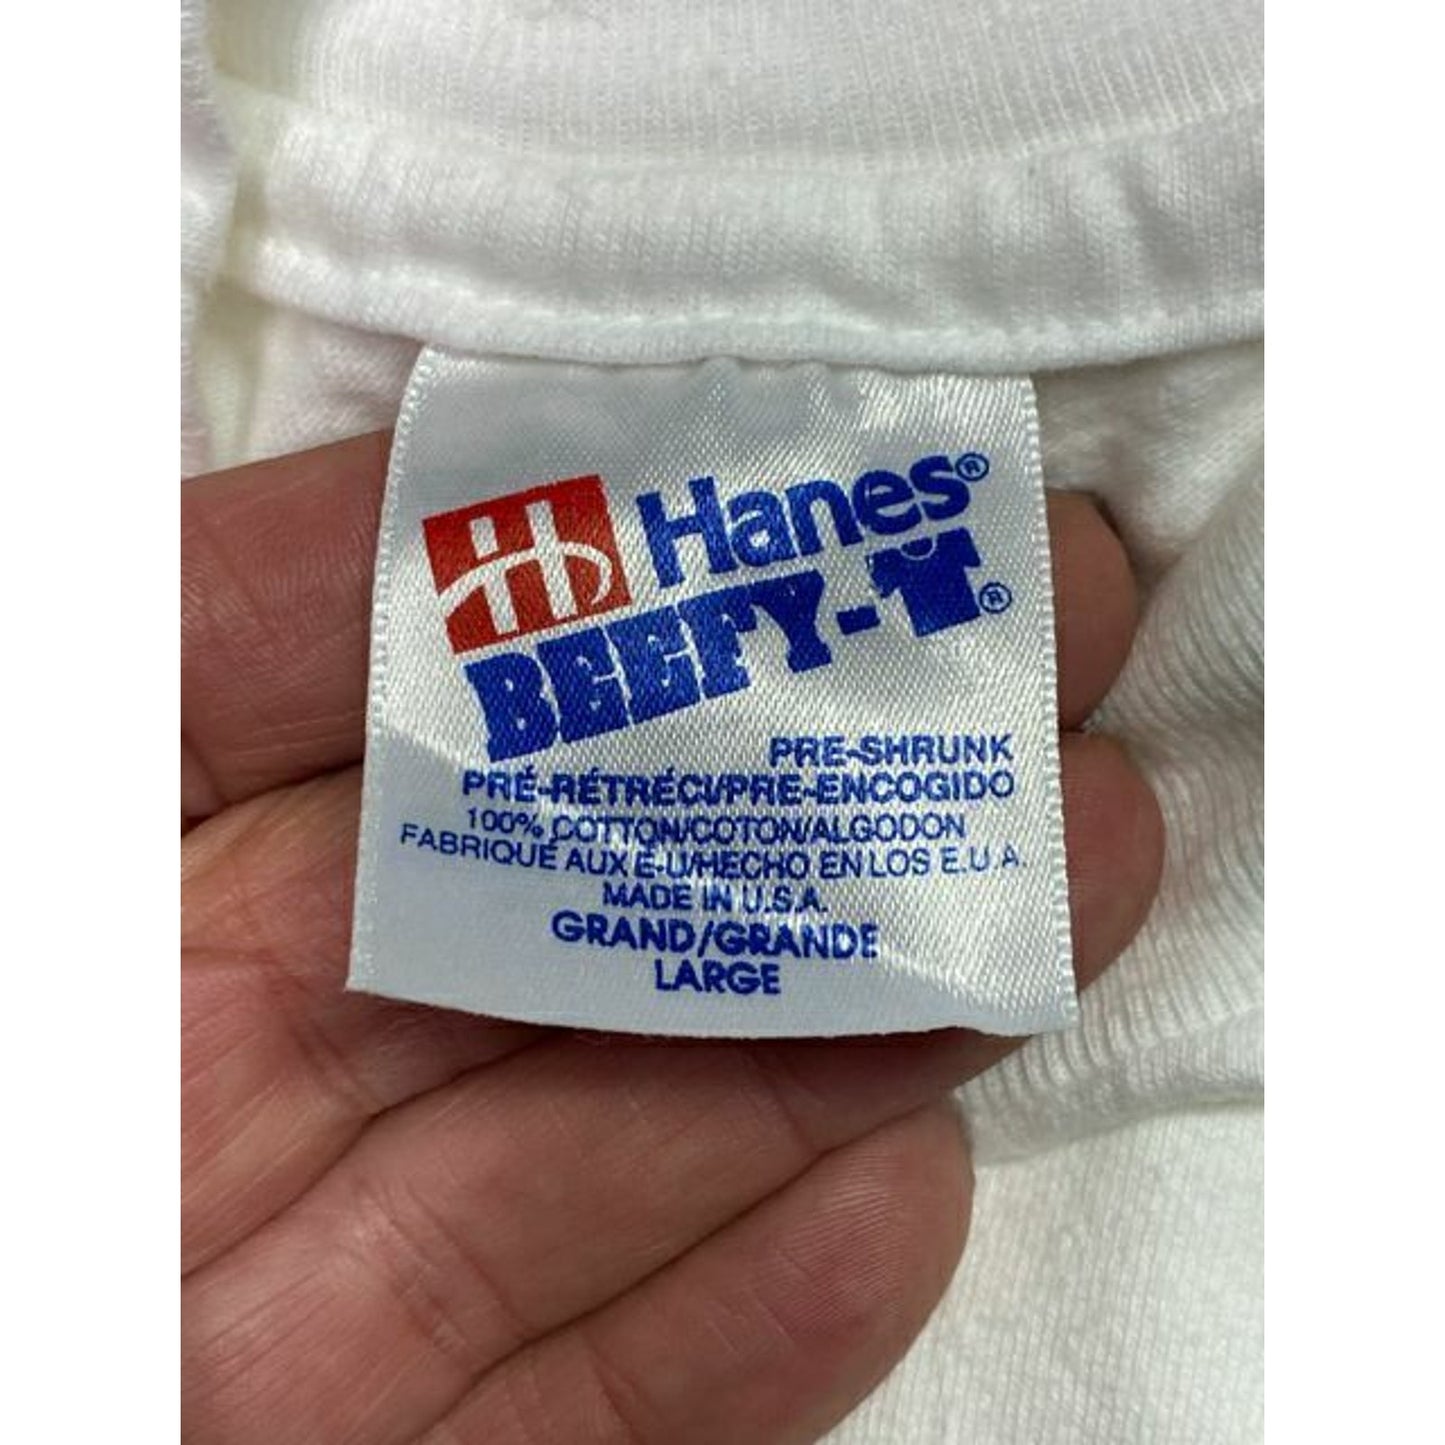 H Hanes®
BEEFY-T®
PRE-SHRUNK
PRÉ-RÉTRÉCI/PRE-ENCOGIDO
100% COTTON/COTON/ALGODON
FABRIQUÉ AUX É-U/HECHO EN LOS E.U.A.
MADE IN U.S.A.
GRAND/GRANDE
LARGE